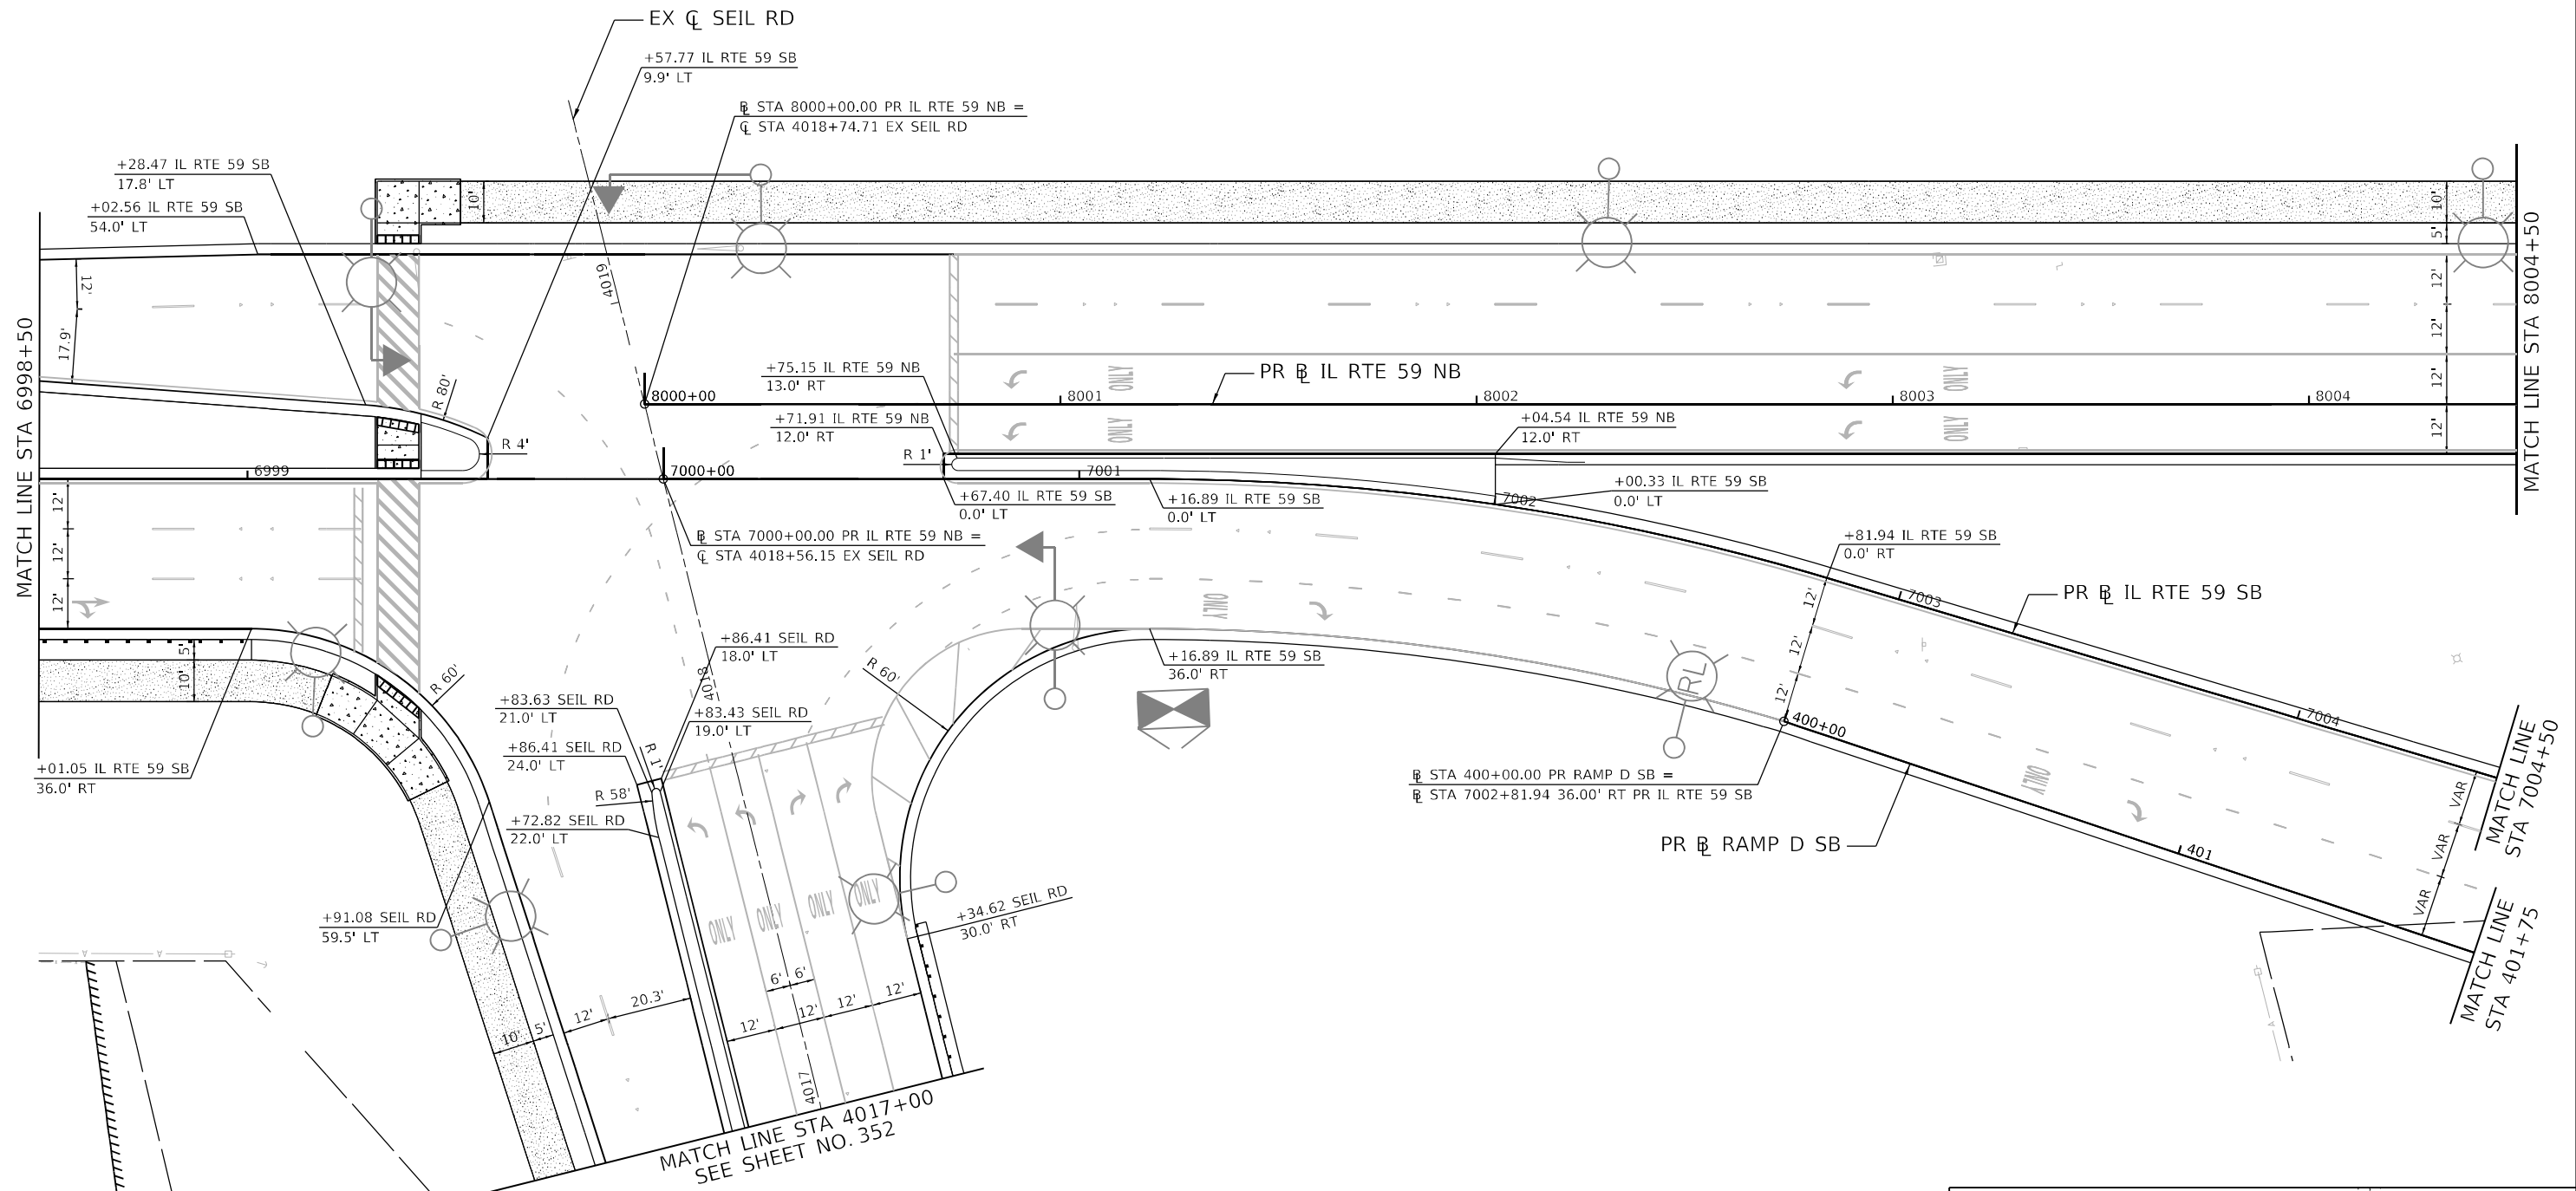 EX ℄ SEIL RD
+57.77 IL RTE 59 SB
9.9' LT
℄ STA 8000+00.00 PR IL RTE 59 NB =
℄ STA 4018+74.71 EX SEIL RD
+28.47 IL RTE 59 SB
17.8' LT
+02.56 IL RTE 59 SB
54.0' LT
10'
10'
5'
4019
12'
17.9'
12'
12'
12'
12'
MATCH LINE STA 6998+50
MATCH LINE STA 8004+50
R 80'
R 4'
+75.15 IL RTE 59 NB
13.0' RT
PR ⅊ IL RTE 59 NB
ONLY
ONLY
8000+00
8001
8002
8003
8004
+71.91 IL RTE 59 NB
12.0' RT
ONLY
ONLY
+04.54 IL RTE 59 NB
12.0' RT
R 1'
6999
7000+00
7001
7002
+67.40 IL RTE 59 SB
0.0' LT
+16.89 IL RTE 59 SB
0.0' LT
+00.33 IL RTE 59 SB
0.0' LT
12'
12'
12'
⅊ STA 7000+00.00 PR IL RTE 59 NB =
℄ STA 4018+56.15 EX SEIL RD
+81.94 IL RTE 59 SB
0.0' RT
PR ⅊ IL RTE 59 SB
7003
7004
ONLY
12'
12'
12'
5'
10'
R 60'
+86.41 SEIL RD
18.0' LT
4018
R 60'
+16.89 IL RTE 59 SB
36.0' RT
RL
+83.63 SEIL RD
21.0' LT
+83.43 SEIL RD
19.0' LT
+86.41 SEIL RD
24.0' LT
R 1'
400+00
+01.05 IL RTE 59 SB
36.0' RT
R 58'
⅊ STA 400+00.00 PR RAMP D SB =
⅊ STA 7002+81.94 36.00' RT PR IL RTE 59 SB
ONLY
+72.82 SEIL RD
22.0' LT
PR ⅊ RAMP D SB
401
VAR
VAR
VAR
MATCH LINE
STA 7004+50
+91.08 SEIL RD
59.5' LT
ONLY
ONLY
ONLY
ONLY
+34.62 SEIL RD
30.0' RT
MATCH LINE
STA 401+75
6'
6'
10'
5'
12'
20.3'
12'
12'
12'
12'
4017
MATCH LINE STA 4017+00
SEE SHEET NO. 352